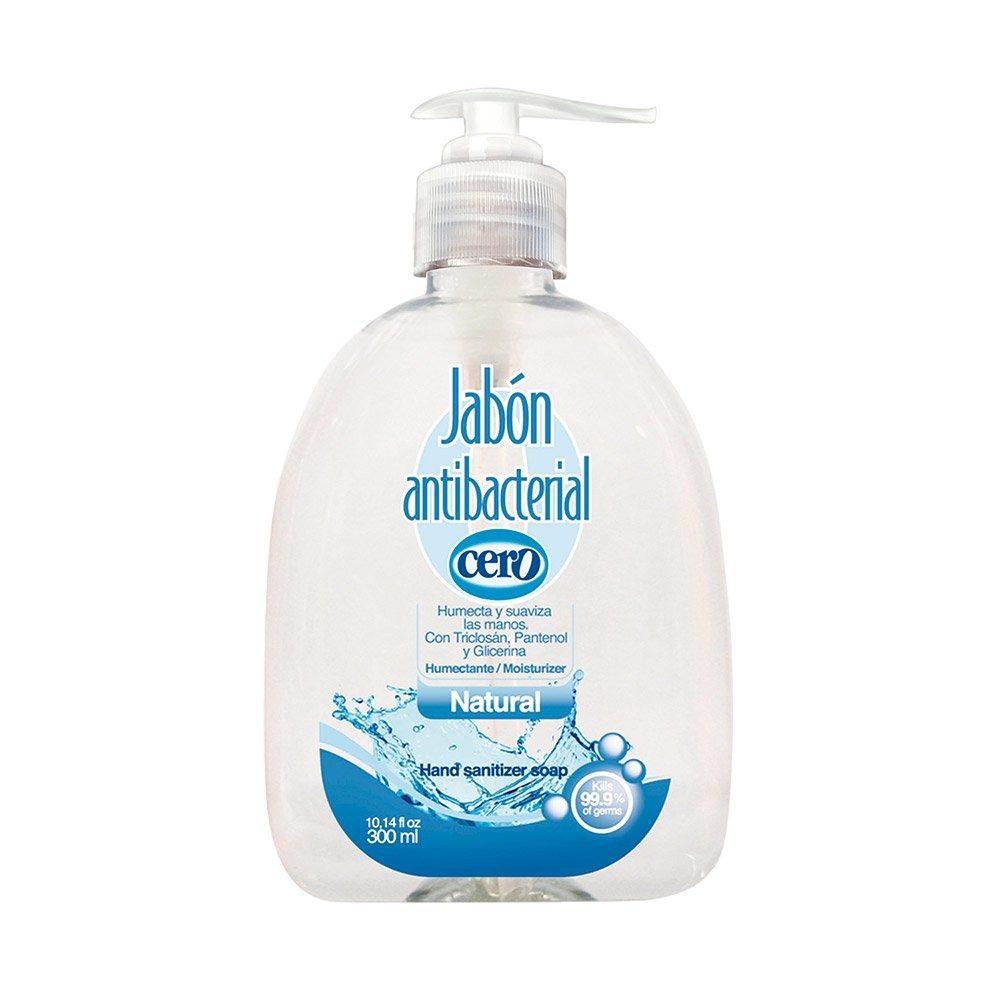 Jabón
antibacterial
cero
Humecta y suaviza
las manos.
Con Triclosán, Pantenol
y Glicerina
Humectante / Moisturizer
Natural
Hand sanitizer soap
Kills
99.9%
of germs
10,14 fl oz
300 ml